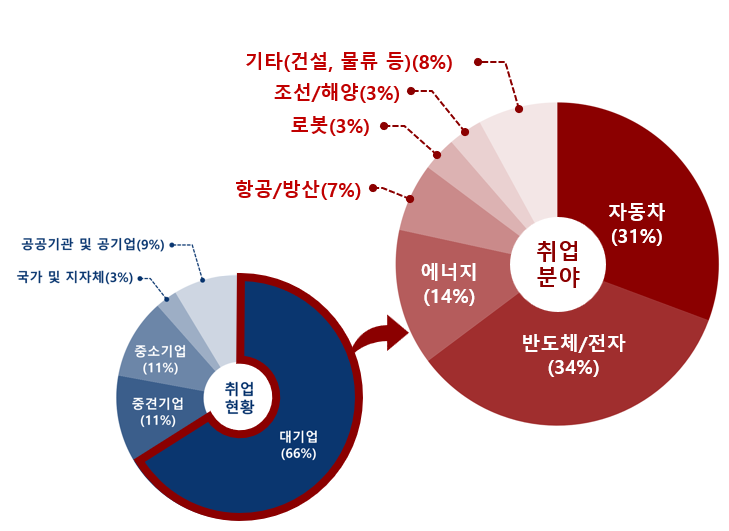 기타(건설, 물류 등)(8%)
조선/해양(3%)
로봇(3%)
항공/방산(7%)
자동차
(31%)
취업
분야
에너지
(14%)
반도체/전자
(34%)
공공기관 및 공기업(9%)
국가 및 지자체(3%)
중소기업
(11%)
중견기업
(11%)
취업
현황
대기업
(66%)